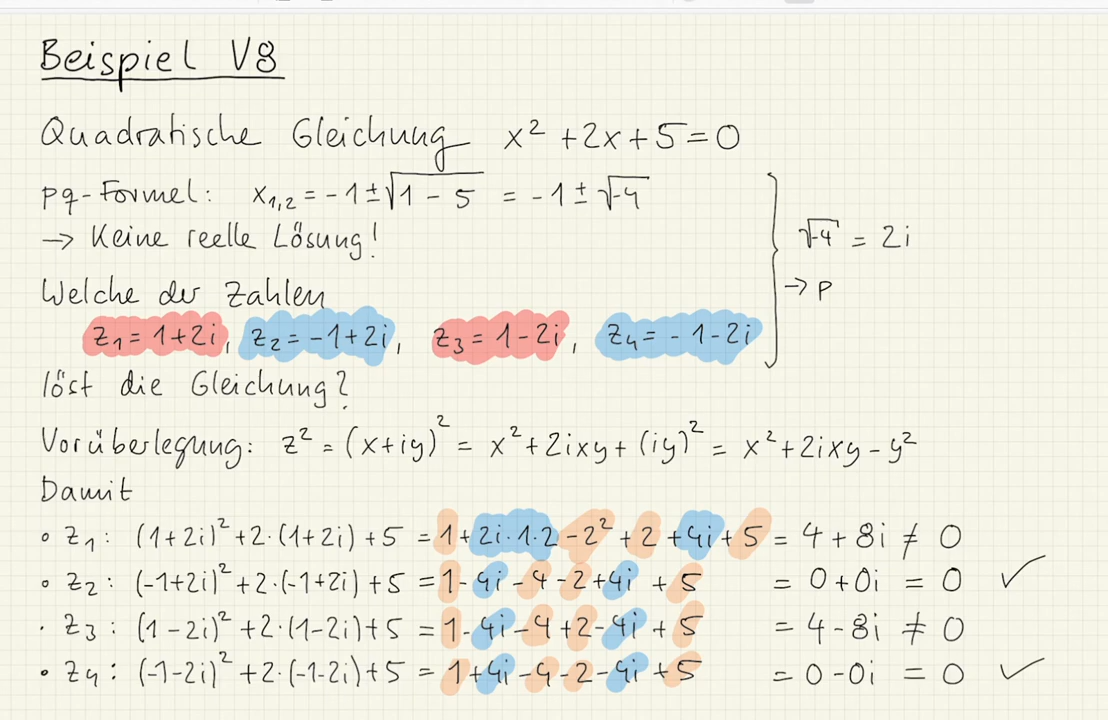 Beispiel V8
Quadratische Gleichung x² + 2x + 5 = 0
pq-Formel: x₁,₂ = -1 ± √(1 - 5) = -1 ± √-4
→ Keine reelle Lösung!
√-4 = 2i
→ p
Welche der Zahlen
z₁ = 1+2i, z₂ = -1+2i, z₃ = 1-2i, z₄ = -1-2i
löst die Gleichung?
Vorüberlegung: z² = (x+iy)² = x² + 2ixy + (iy)² = x² + 2ixy - y²
Damit
• z₁: (1+2i)² + 2·(1+2i) + 5 = 1 + 2i·1·2 - 2² + 2 + 4i + 5 = 4 + 8i ≠ 0
• z₂: (-1+2i)² + 2·(-1+2i) + 5 = 1 - 4i - 4 - 2 + 4i + 5 = 0 + 0i = 0 ✓
• z₃: (1-2i)² + 2·(1-2i) + 5 = 1 - 4i - 4 + 2 - 4i + 5 = 4 - 8i ≠ 0
• z₄: (-1-2i)² + 2·(-1-2i) + 5 = 1 + 4i - 4 - 2 - 4i + 5 = 0 - 0i = 0 ✓